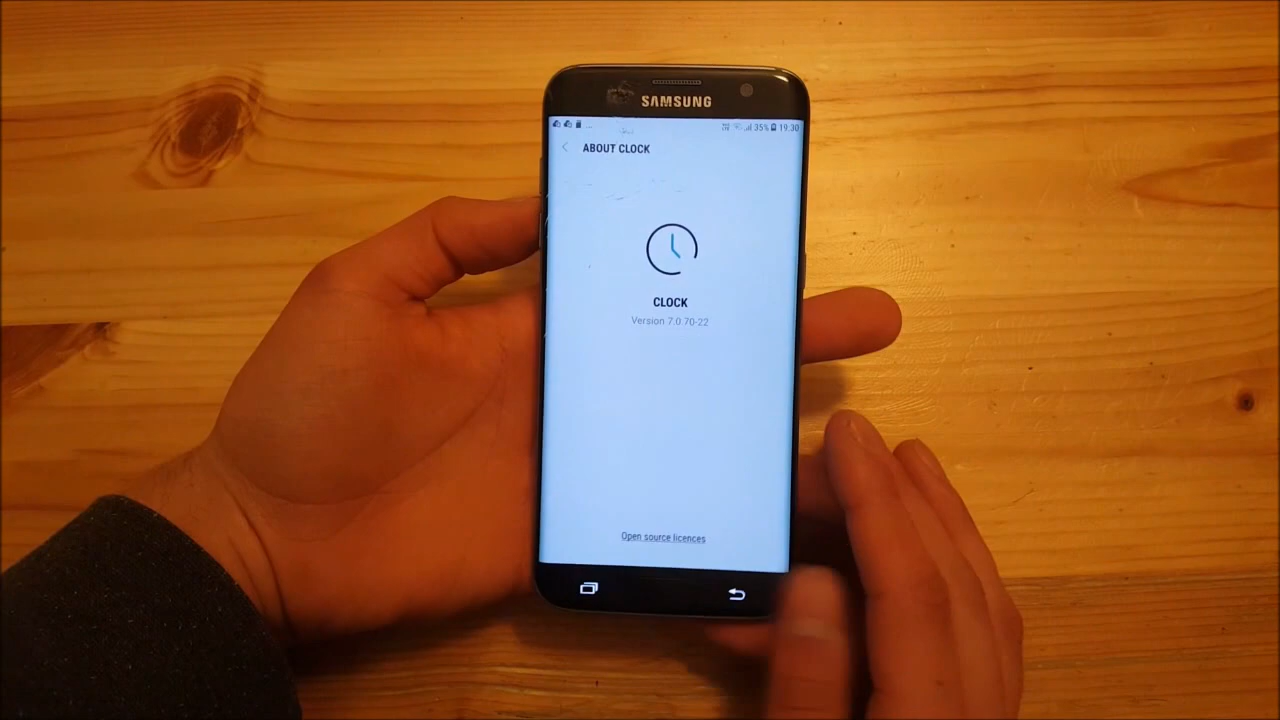 SAMSUNG
35% 19:30
ABOUT CLOCK
CLOCK
Version 7.0.70-22
Open source licences